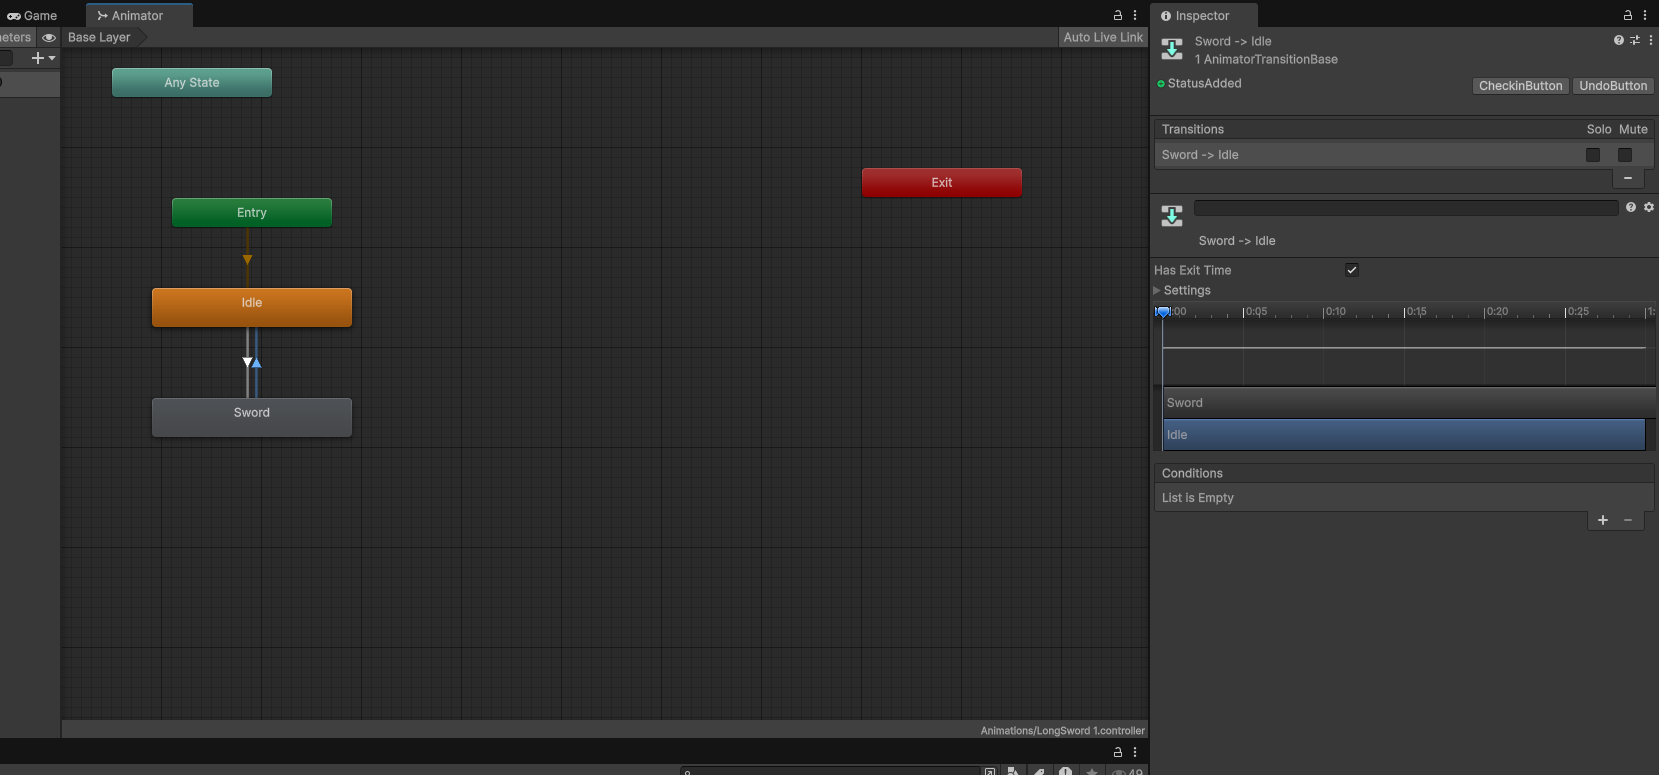 Game
Animator
Inspector
Base Layer
Auto Live Link
Sword -> Idle
1 AnimatorTransitionBase
StatusAdded
CheckinButton
UndoButton
Any State
Entry
Idle
Sword
Exit
Transitions
Solo Mute
Sword -> Idle
Sword -> Idle
Has Exit Time
Settings
:00 0:05 0:10 0:15 0:20 0:25 1:
Sword
Idle
Conditions
List is Empty
Animations/LongSword 1.controller
49